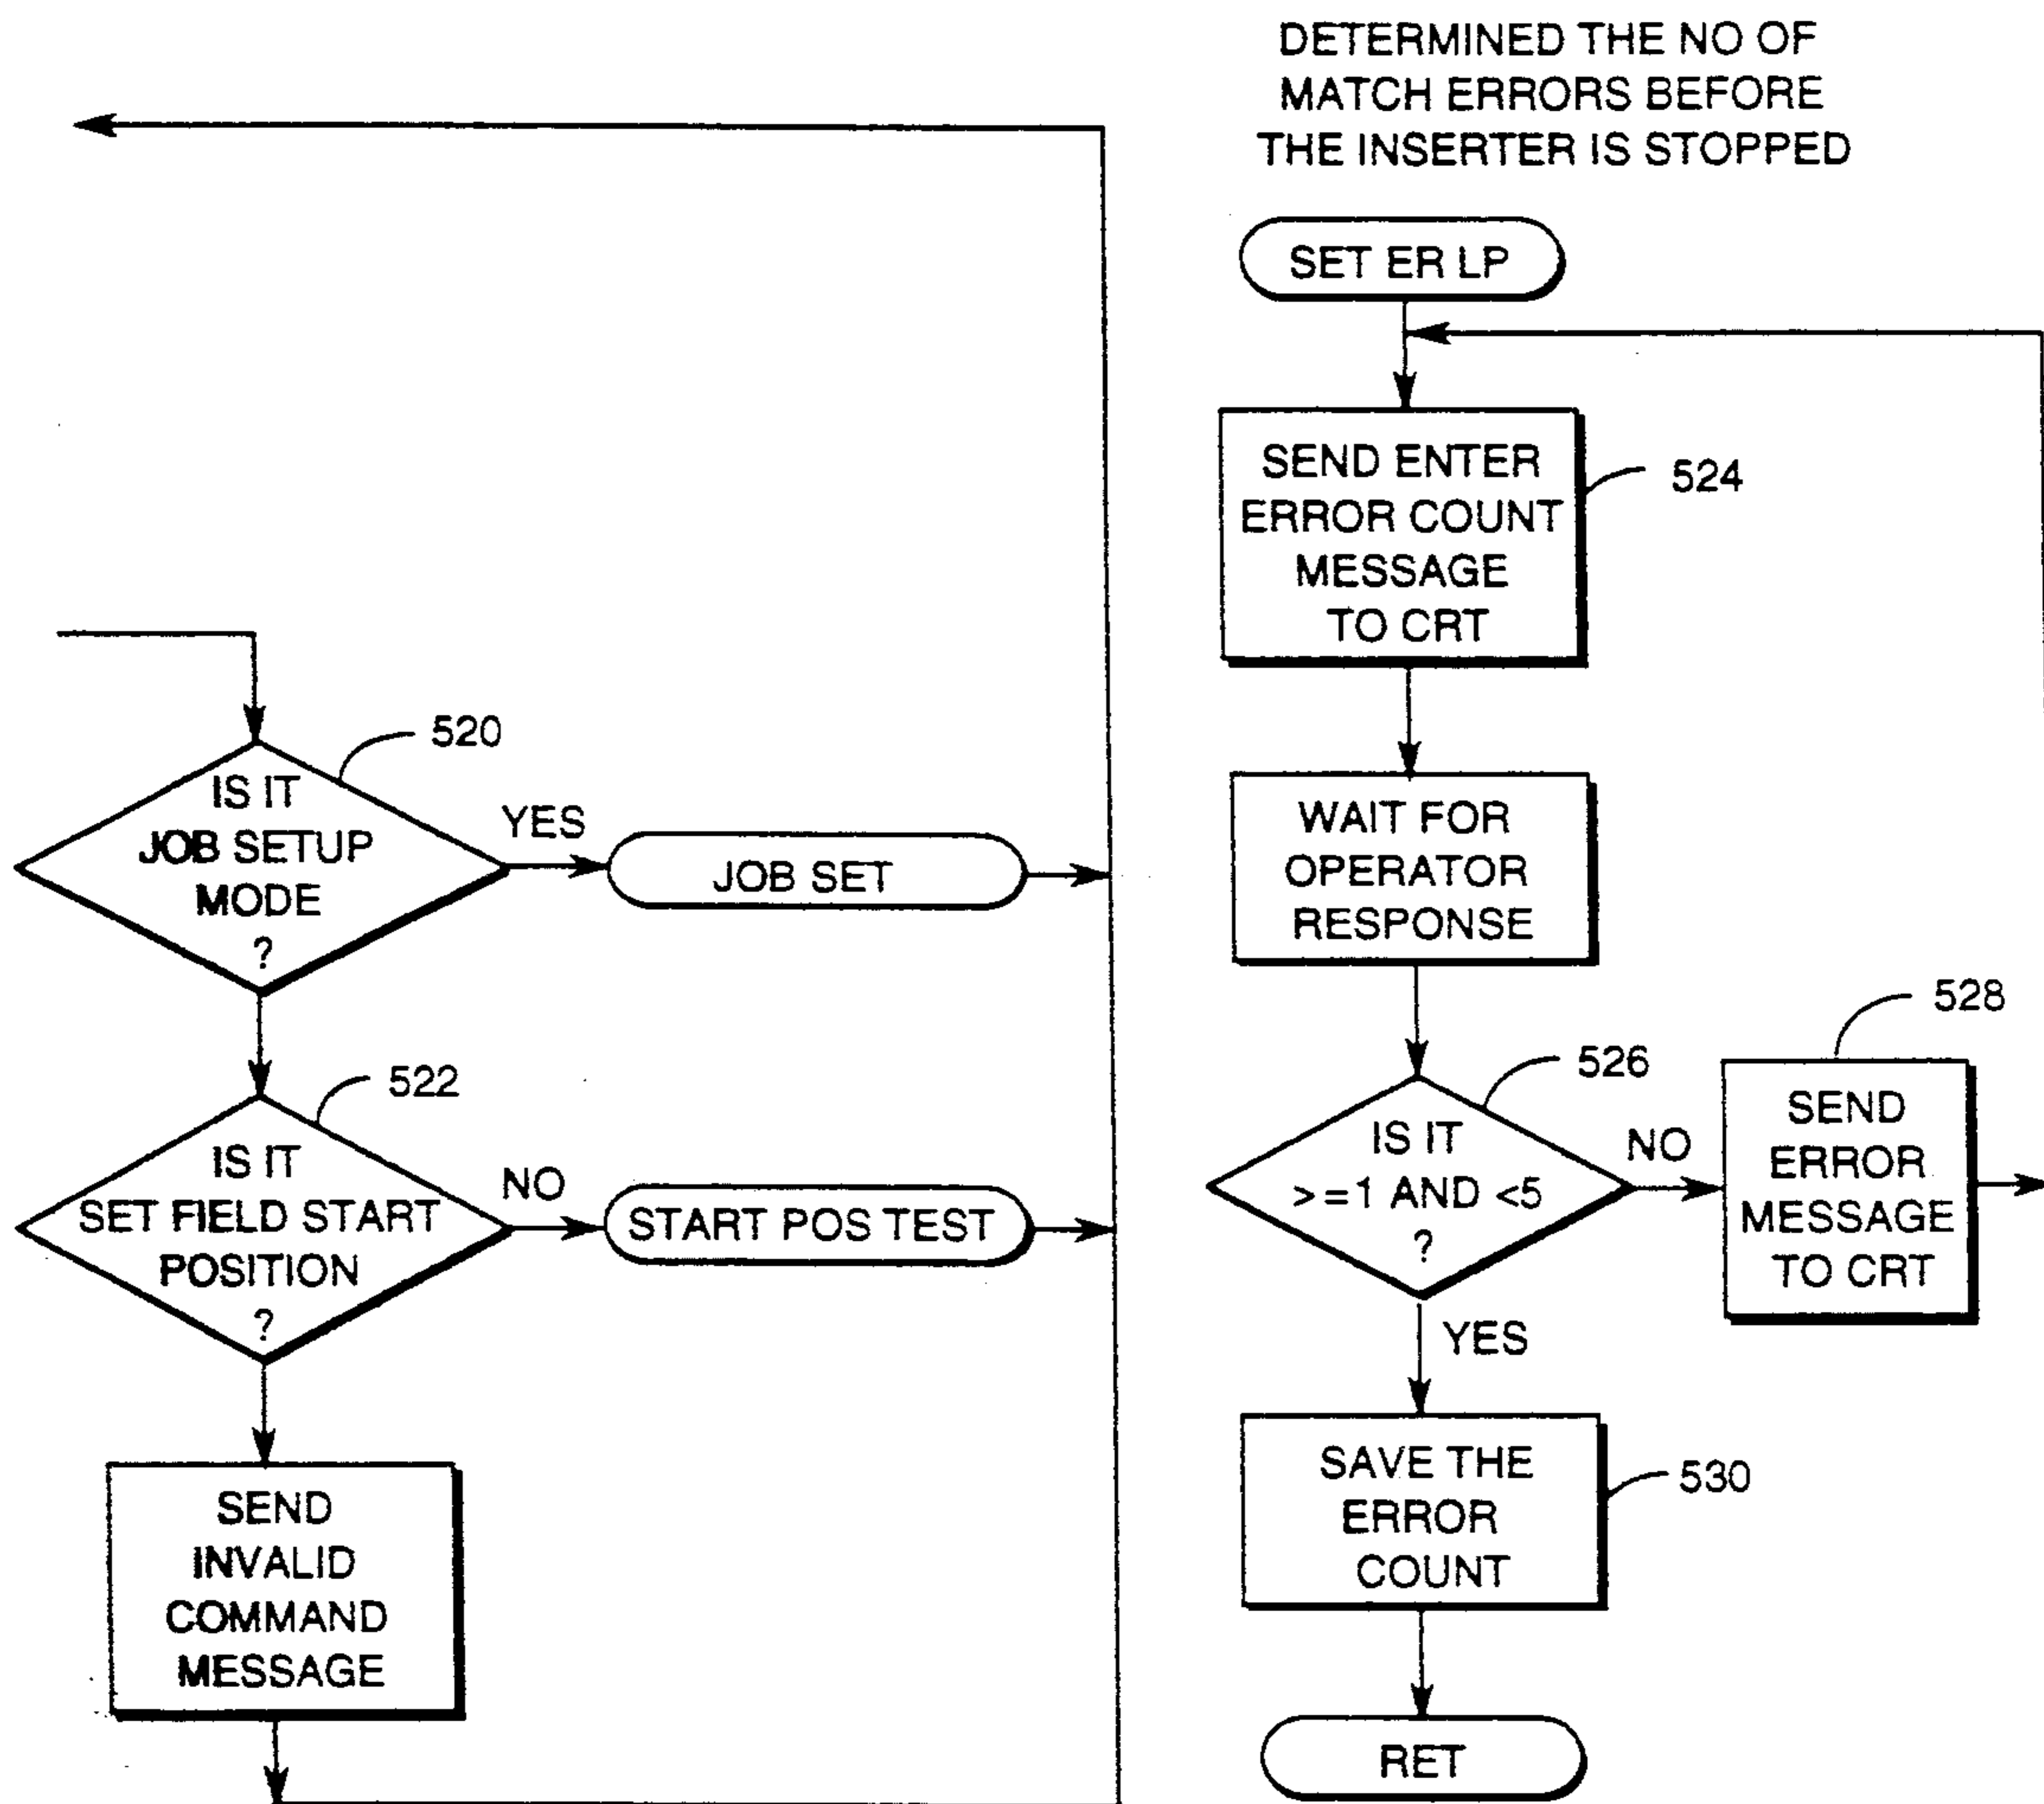 DETERMINED THE NO OF
MATCH ERRORS BEFORE
THE INSERTER IS STOPPED
520
IS IT
JOB SETUP
MODE
?
YES
JOB SET
522
IS IT
SET FIELD START
POSITION
?
NO
START POS TEST
SEND
INVALID
COMMAND
MESSAGE
SET ER LP
SEND ENTER
ERROR COUNT
MESSAGE
TO CRT
524
WAIT FOR
OPERATOR
RESPONSE
526
IS IT
>=1 AND <5
?
NO
528
SEND
ERROR
MESSAGE
TO CRT
YES
SAVE THE
ERROR
COUNT
530
RET